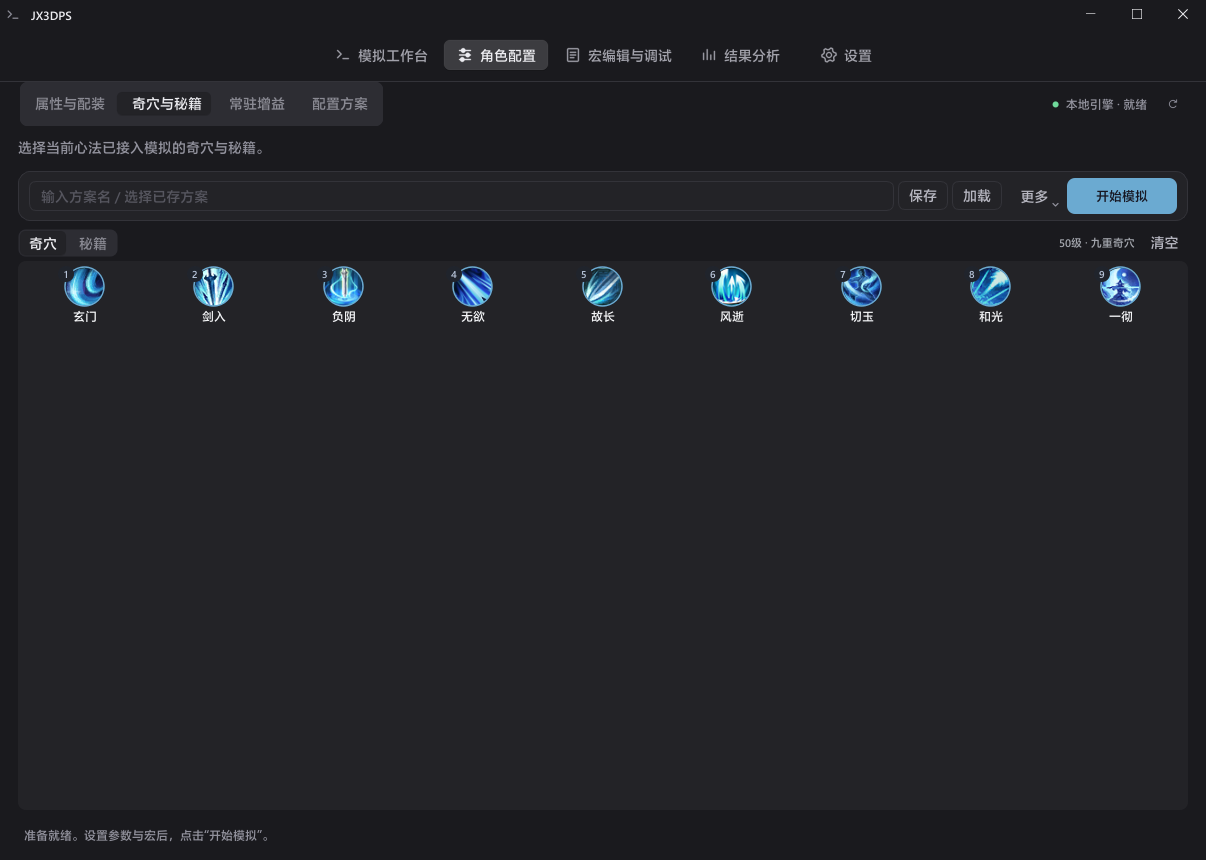 JX3DPS
模拟工作台 角色配置 宏编辑与调试 结果分析 设置
属性与配装 奇穴与秘籍 常驻增益 配置方案 本地引擎 · 就绪
选择当前心法已接入模拟的奇穴与秘籍。
输入方案名 / 选择已存方案 保存 加载 更多 开始模拟
奇穴 秘籍 50级 · 九重奇穴 清空
1 2 3 4 5 6 7 8 9
玄门 剑入 负阴 无欲 故长 风逝 切玉 和光 一彻
准备就绪。设置参数与宏后，点击“开始模拟”。